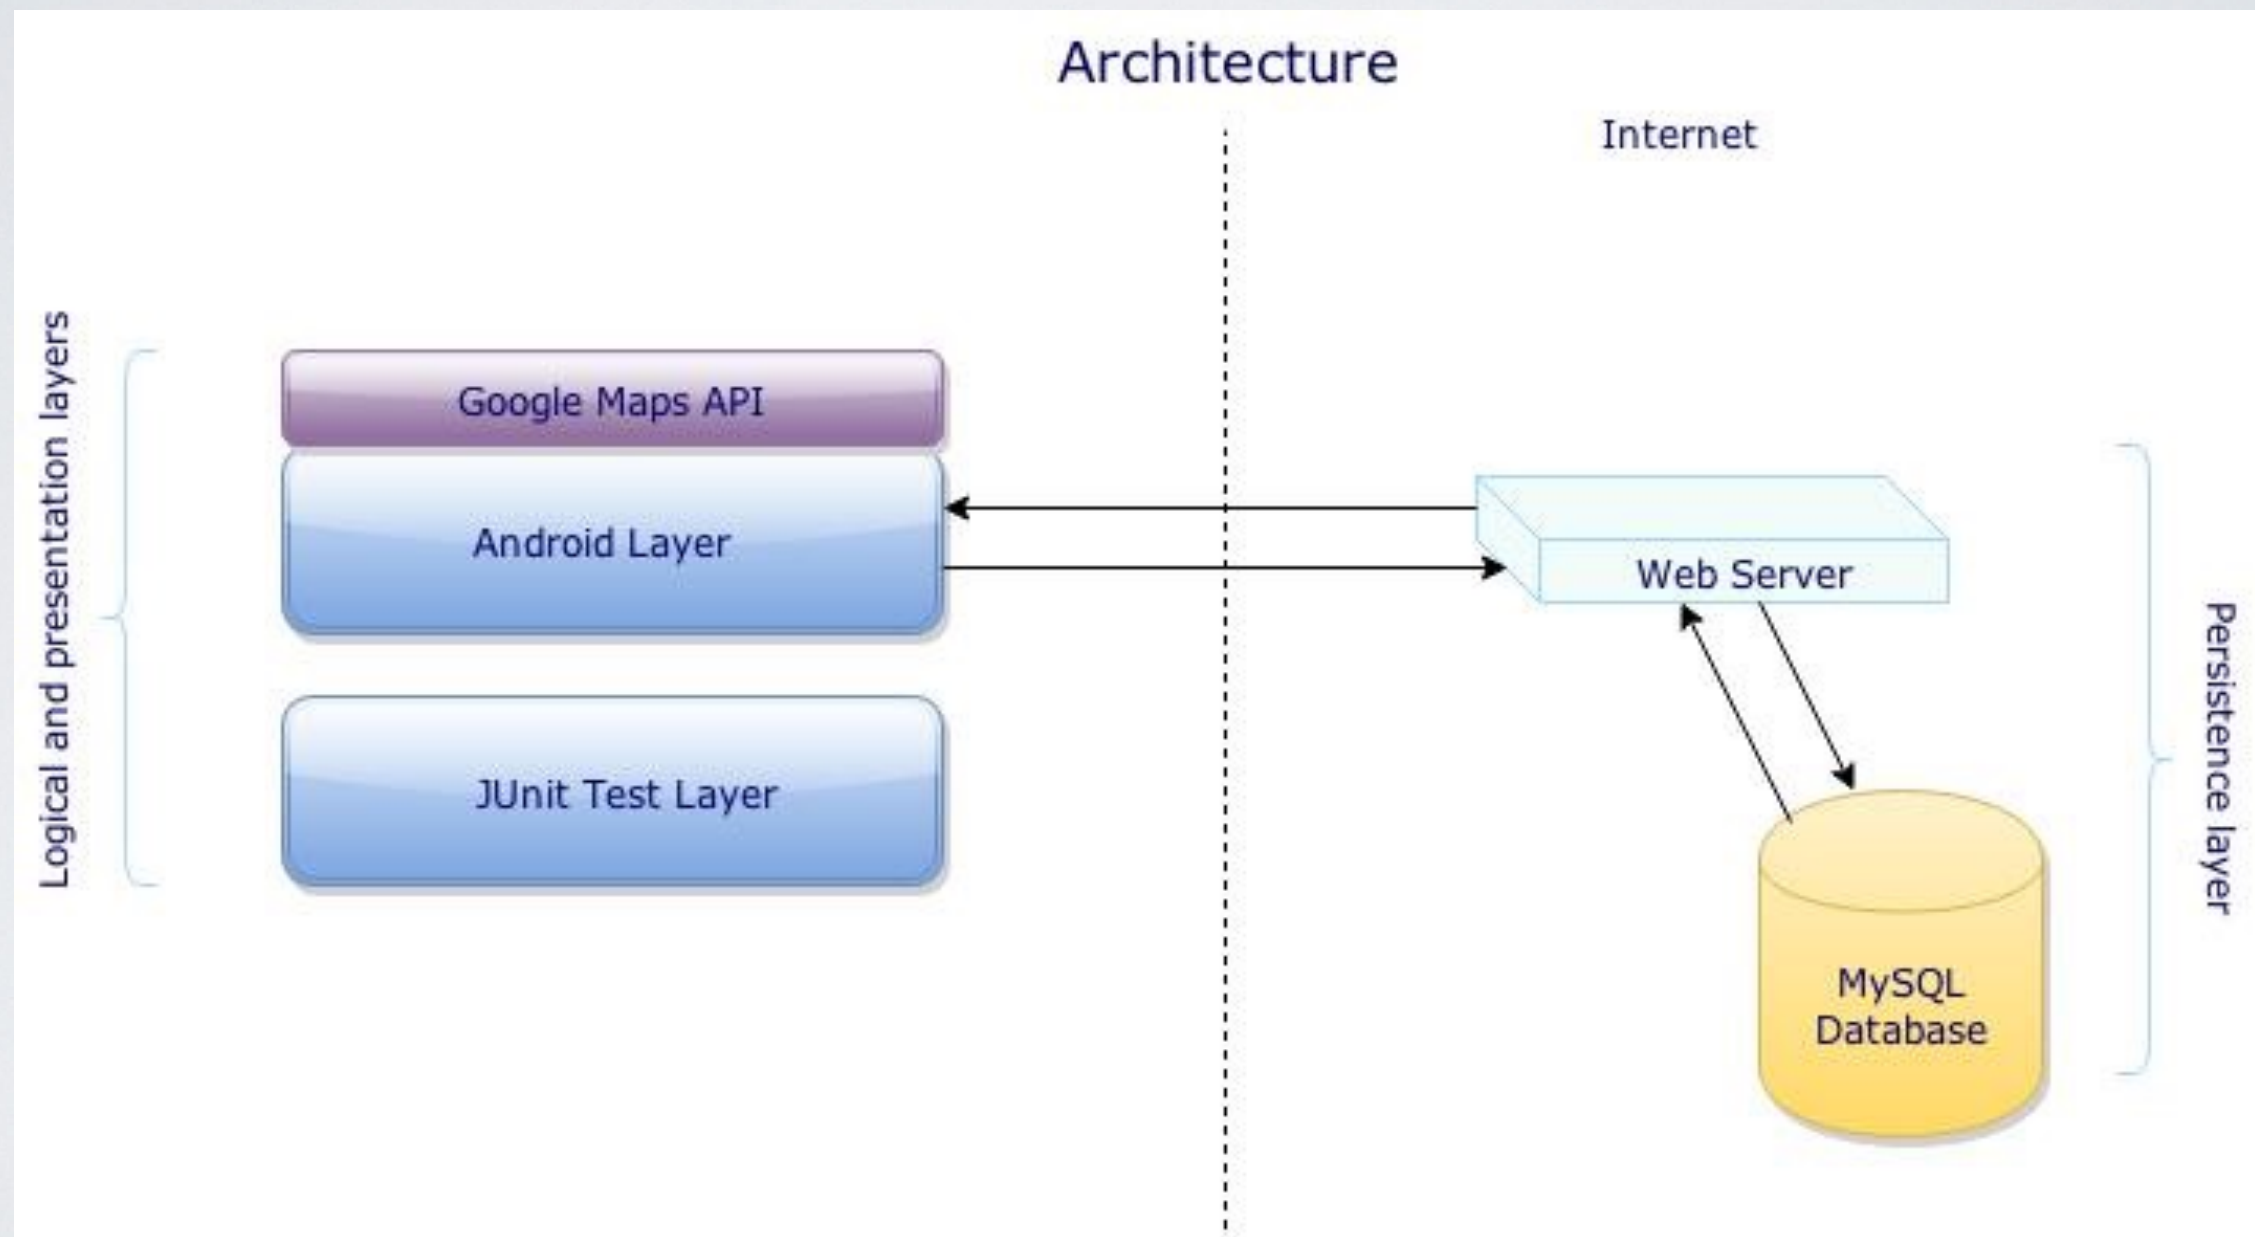 Architecture
Internet
Logical and presentation layers
Google Maps API
Android Layer
JUnit Test Layer
Web Server
MySQL
Database
Persistence layer